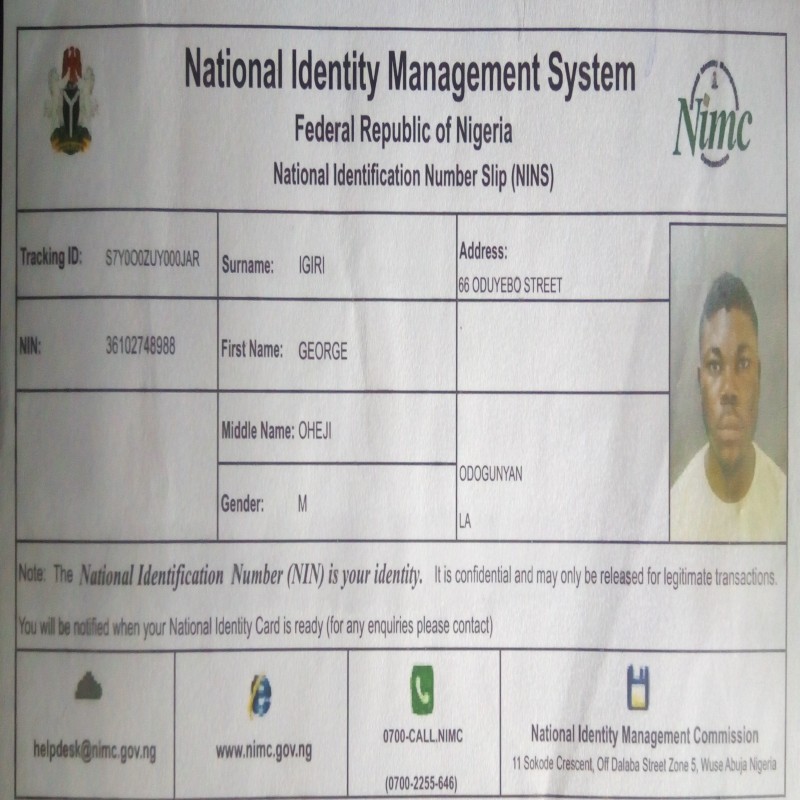 National Identity Management System
Federal Republic of Nigeria
National Identification Number Slip (NINS)
Nimc
Tracking ID: S7Y0O0ZUY000JAR
Surname: IGIRI
Address:
66 ODUYEBO STREET
NIN: 36102748988
First Name: GEORGE
Middle Name: OHEJI
Gender: M
ODOGUNYAN
LA
Note: The National Identification Number (NIN) is your identity. It is confidential and may only be released for legitimate transactions.
You will be notified when your National Identity Card is ready (for any enquiries please contact)
helpdesk@nimc.gov.ng
www.nimc.gov.ng
0700-CALL.NIMC
(0700-2255-646)
National Identity Management Commission
11 Sokode Crescent, Off Dalaba Street Zone 5, Wuse Abuja Nigeria